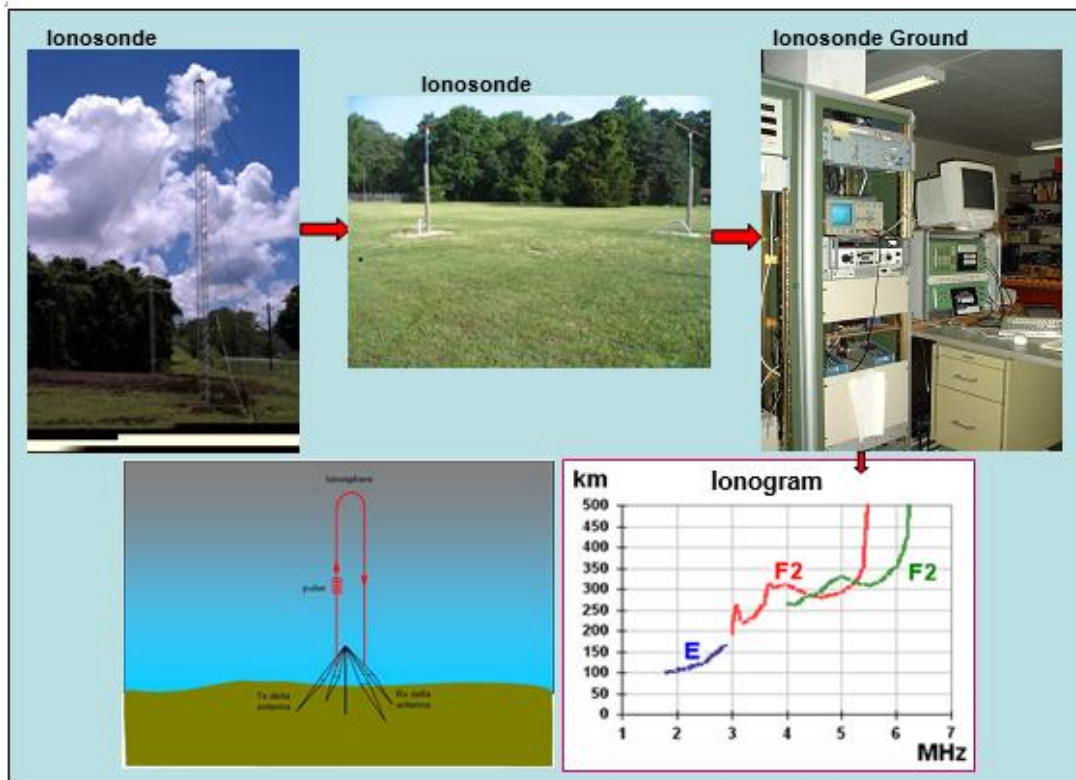 Ionosonde
Ionosonde
Ionosonde Ground
Ionosphere
pulse
Tx delta
antenna
Rx delta
antenna
km
Ionogram
500
450
400
350
300
250
200
150
100
50
0
F2
F2
E
1 2 3 4 5 6 7
MHz